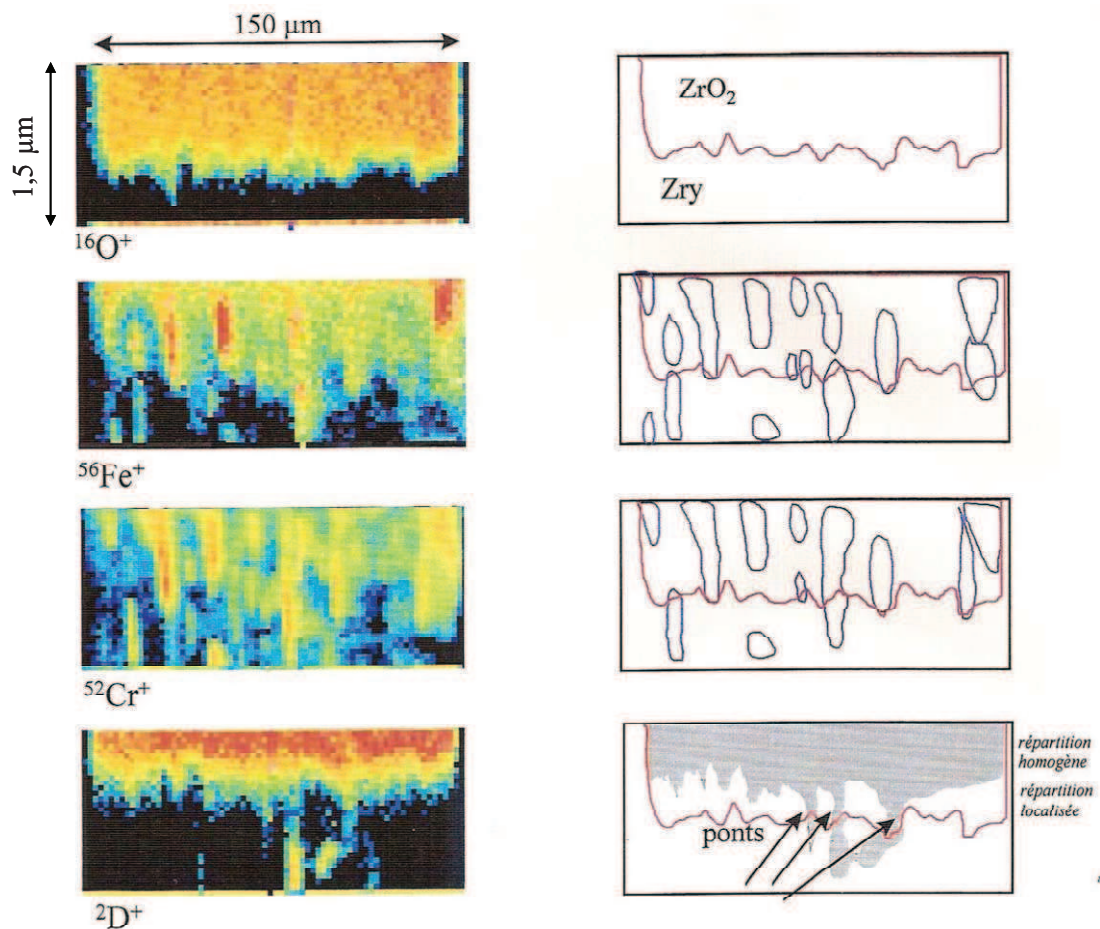 150 µm
1,5 µm
ZrO₂
Zry
¹⁶O⁺
⁵⁶Fe⁺
⁵²Cr⁺
répartition
homogène
répartition
localisée
ponts
²D⁺